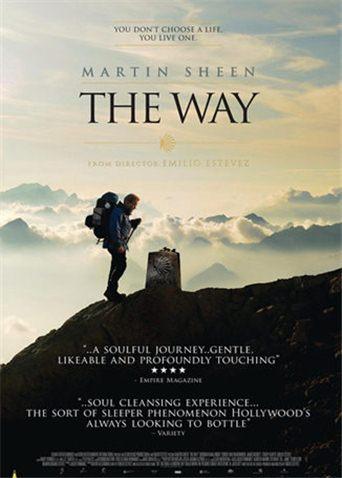 YOU DON'T CHOOSE A LIFE.
YOU LIVE ONE.
MARTIN SHEEN
THE WAY
FROM DIRECTOR EMILIO ESTEVEZ
"..A SOULFUL JOURNEY..GENTLE,
LIKEABLE AND PROFOUNDLY TOUCHING"
★★★★
- EMPIRE MAGAZINE
"..SOUL CLEANSING EXPERIENCE...
THE SORT OF SLEEPER PHENOMENON HOLLYWOOD'S
ALWAYS LOOKING TO BOTTLE"
- VARIETY